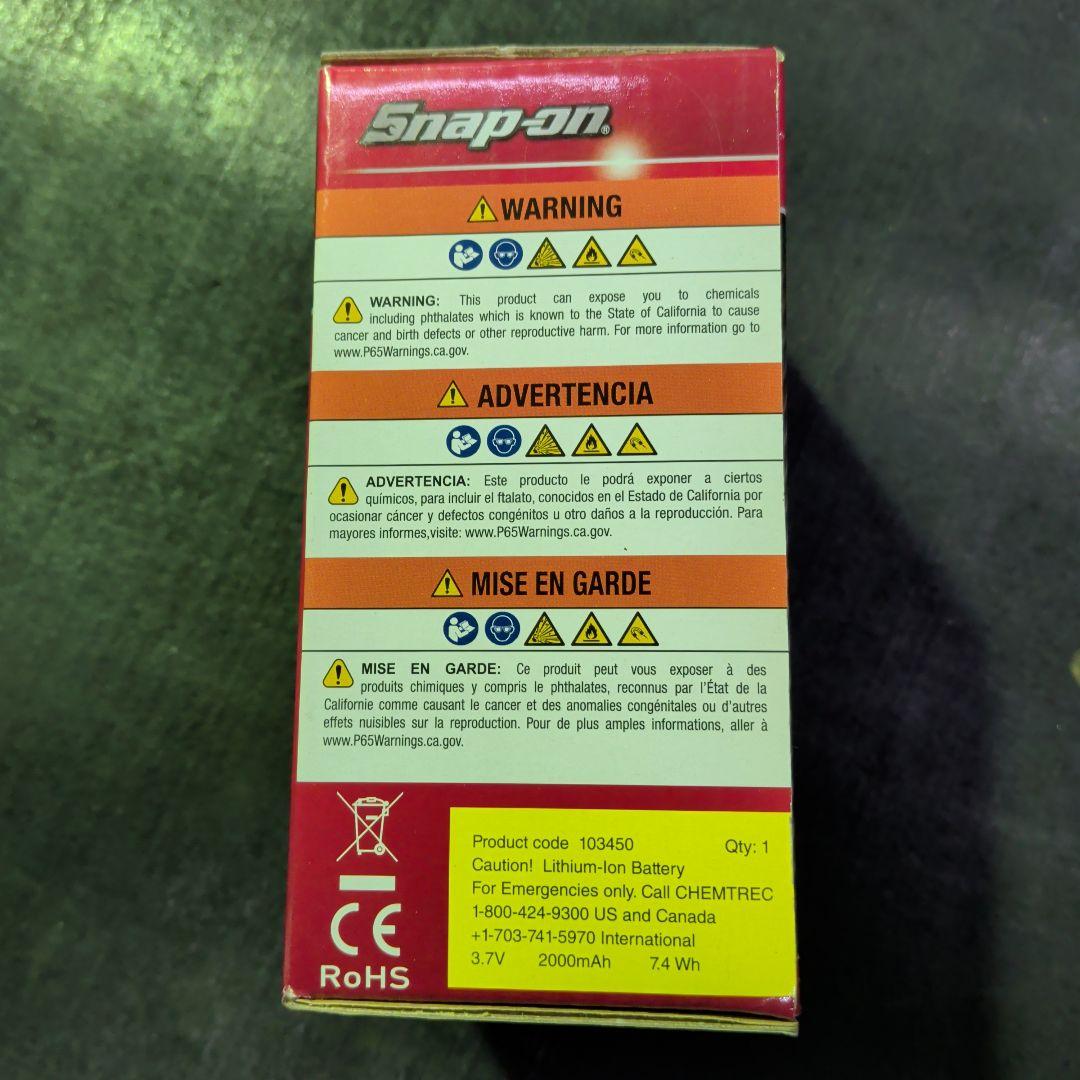 Snap-on®
WARNING
WARNING: This product can expose you to chemicals
including phthalates which is known to the State of California to cause
cancer and birth defects or other reproductive harm. For more information go to
www.P65Warnings.ca.gov.
ADVERTENCIA
ADVERTENCIA: Este producto le podrá exponer a ciertos
químicos, para incluir el ftalato, conocidos en el Estado de California por
ocasionar cáncer y defectos congénitos u otro daños a la reproducción. Para
mayores informes,visite: www.P65Warnings.ca.gov.
MISE EN GARDE
MISE EN GARDE: Ce produit peut vous exposer à des
produits chimiques y compris le phthalates, reconnus par l'État de la
Californie comme causant le cancer et des anomalies congénitales ou d'autres
effets nuisibles sur la reproduction. Pour de plus amples informations, aller à
www.P65Warnings.ca.gov.
CE
RoHS
Product code 103450 Qty: 1
Caution! Lithium-Ion Battery
For Emergencies only. Call CHEMTREC
1-800-424-9300 US and Canada
+1-703-741-5970 International
3.7V 2000mAh 7.4 Wh